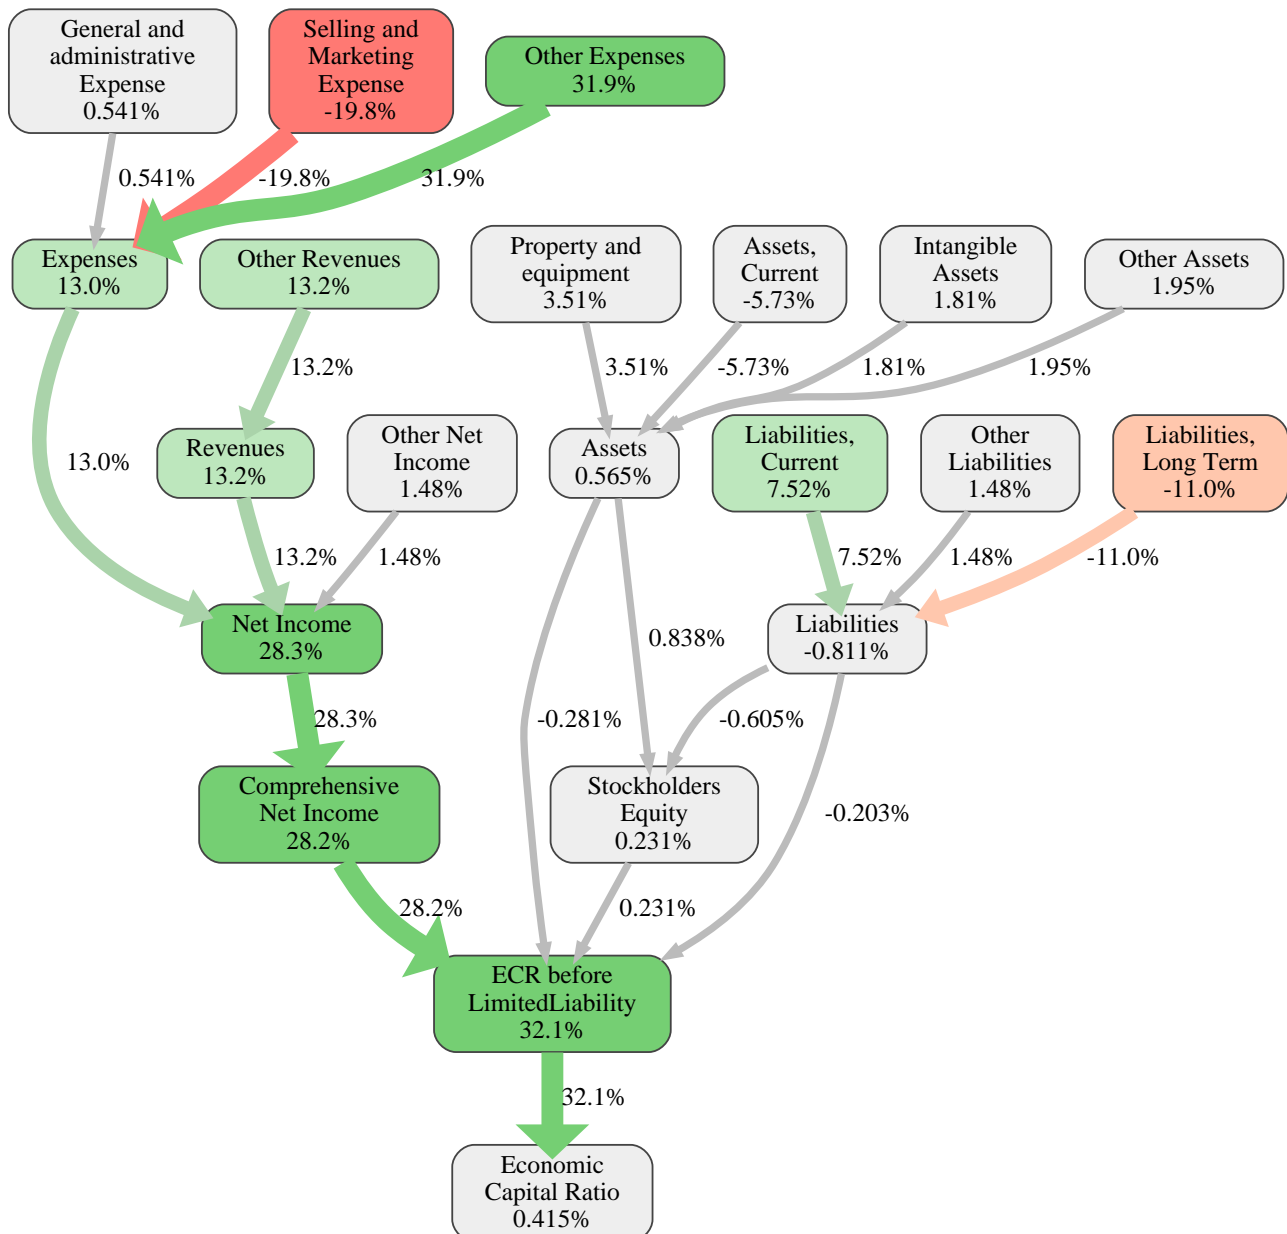 General and
administrative
Expense
0.541%
Selling and
Marketing
Expense
-19.8%
Other Expenses
31.9%
0.541%
-19.8%
31.9%
Expenses
13.0%
Other Revenues
13.2%
Property and
equipment
3.51%
Assets,
Current
-5.73%
Intangible
Assets
1.81%
Other Assets
1.95%
13.2%
3.51%
-5.73%
1.81%
1.95%
13.0%
Revenues
13.2%
Other Net
Income
1.48%
Assets
0.565%
Liabilities,
Current
7.52%
Other
Liabilities
1.48%
Liabilities,
Long Term
-11.0%
13.2%
1.48%
7.52%
1.48%
-11.0%
Net Income
28.3%
0.838%
Liabilities
-0.811%
28.3%
-0.281%
-0.605%
Comprehensive
Net Income
28.2%
Stockholders
Equity
0.231%
-0.203%
28.2%
0.231%
ECR before
LimitedLiability
32.1%
32.1%
Economic
Capital Ratio
0.415%